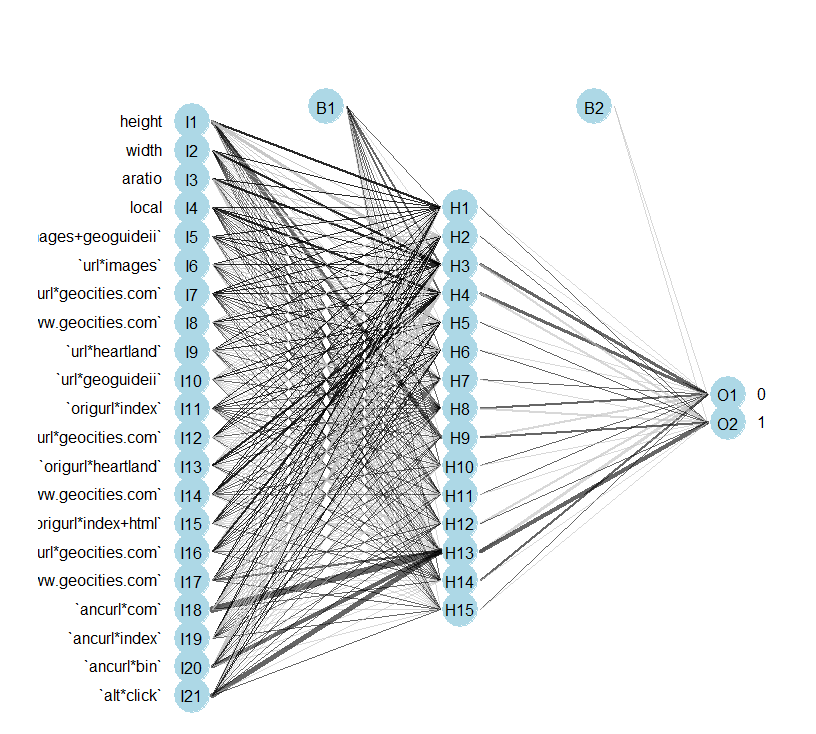 B1 B2
height I1
width I2
aratio I3
local I4 H1
ages+geoguideii` I5 H2
`url*images` I6 H3
url*geocities.com` I7 H4
ww.geocities.com` I8 H5
`url*heartland` I9 H6
`url*geoguideii` I10 H7
O1 0
`origurl*index` I11 H8
O2 1
url*geocities.com` I12 H9
`origurl*heartland` I13 H10
ww.geocities.com` I14 H11
origurl*index+html` I15 H12
url*geocities.com` I16 H13
ww.geocities.com` I17 H14
`ancurl*com` I18 H15
`ancurl*index` I19
`ancurl*bin` I20
`alt*click` I21